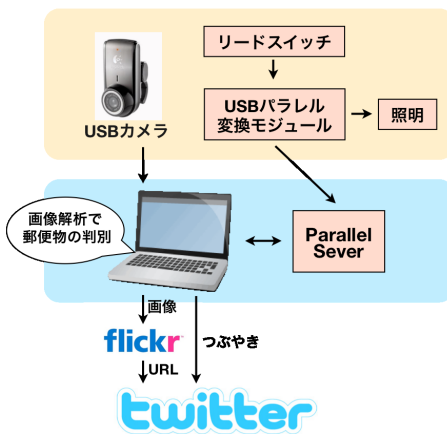 リードスイッチ
USBカメラ
USBパラレル
変換モジュール
照明
画像解析で
郵便物の判別
Parallel
Sever
画像
flickr
つぶやき
URL
twitter